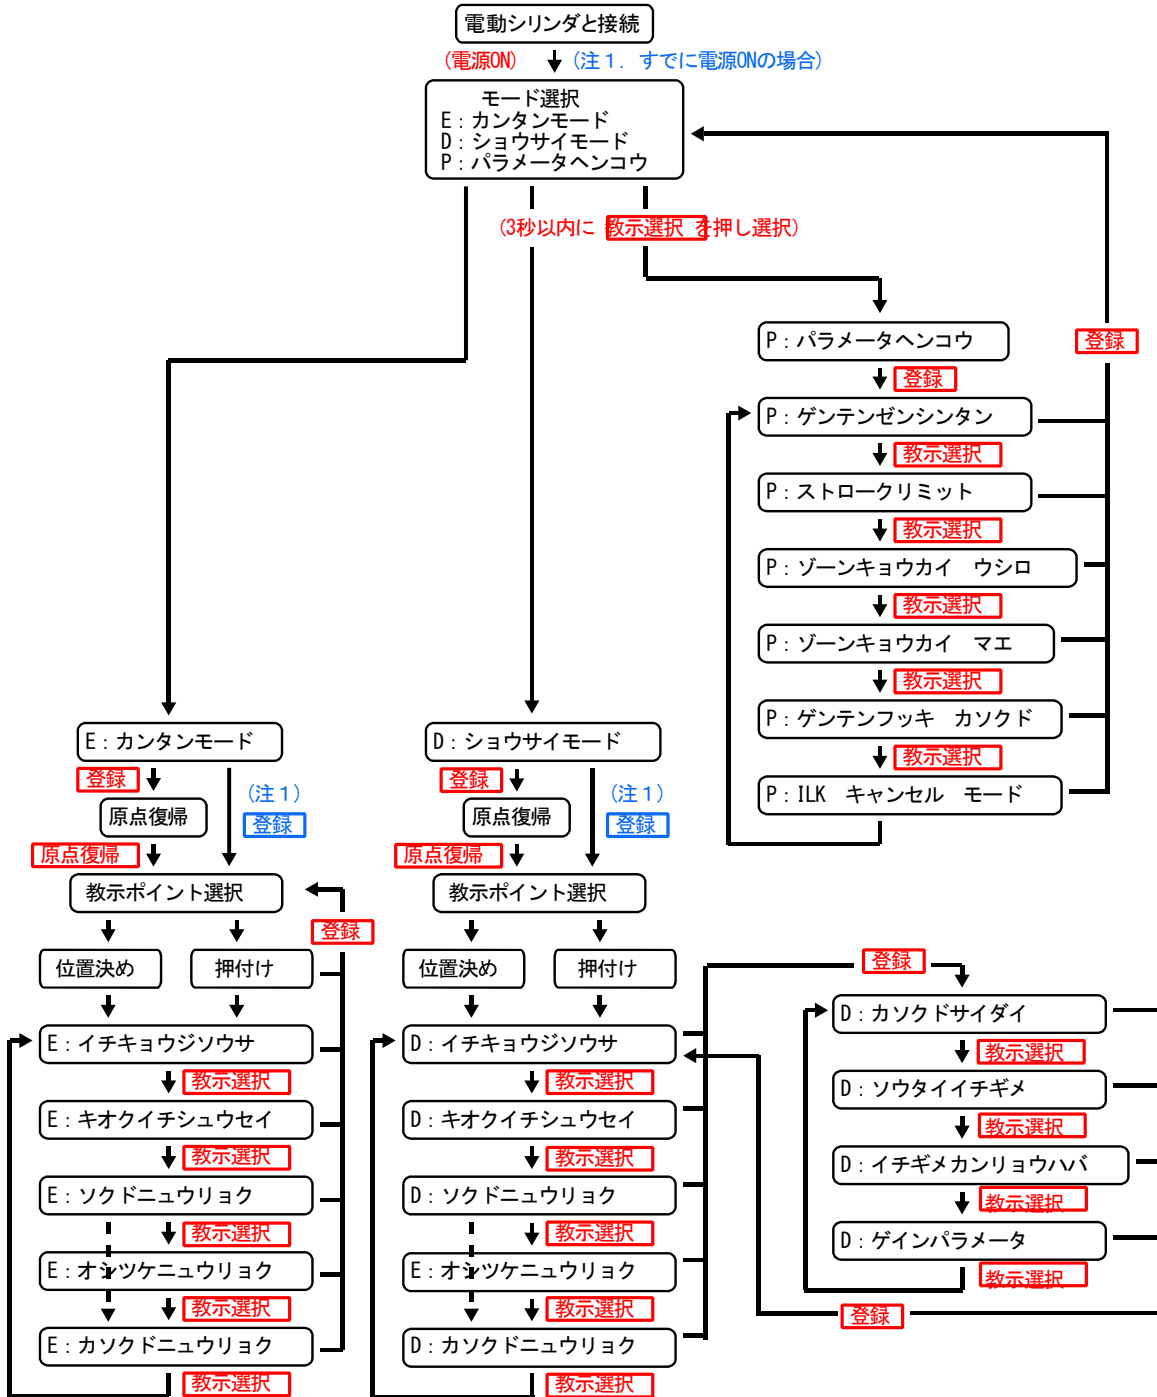 電動シリンダと接続
(電源ON)
(注１．すでに電源ONの場合)
モード選択
E：カンタンモード
D：ショウサイモード
P：パラメータヘンコウ
(3秒以内に 教示選択 を押し選択)
P：パラメータヘンコウ
登録
登録
P：ゲンテンゼンシンタン
教示選択
P：ストロークリミット
教示選択
P：ゾーンキョウカイ　ウシロ
教示選択
P：ゾーンキョウカイ　マエ
教示選択
P：ゲンテンフッキ　カソクド
教示選択
P：ILK　キャンセル　モード
E：カンタンモード
登録
(注１)
登録
原点復帰
原点復帰
教示ポイント選択
登録
位置決め
押付け
E：イチキョウジソウサ
教示選択
E：キオクイチシュウセイ
教示選択
E：ソクドニュウリョク
教示選択
E：オシツケニュウリョク
教示選択
E：カソクドニュウリョク
教示選択
D：ショウサイモード
登録
(注１)
登録
原点復帰
原点復帰
教示ポイント選択
位置決め
押付け
D：イチキョウジソウサ
教示選択
D：キオクイチシュウセイ
教示選択
D：ソクドニュウリョク
教示選択
E：オシツケニュウリョク
教示選択
D：カソクドニュウリョク
教示選択
登録
D：カソクドサイダイ
教示選択
D：ソウタイイチギメ
教示選択
D：イチギメカンリョウハバ
教示選択
D：ゲインパラメータ
教示選択
登録